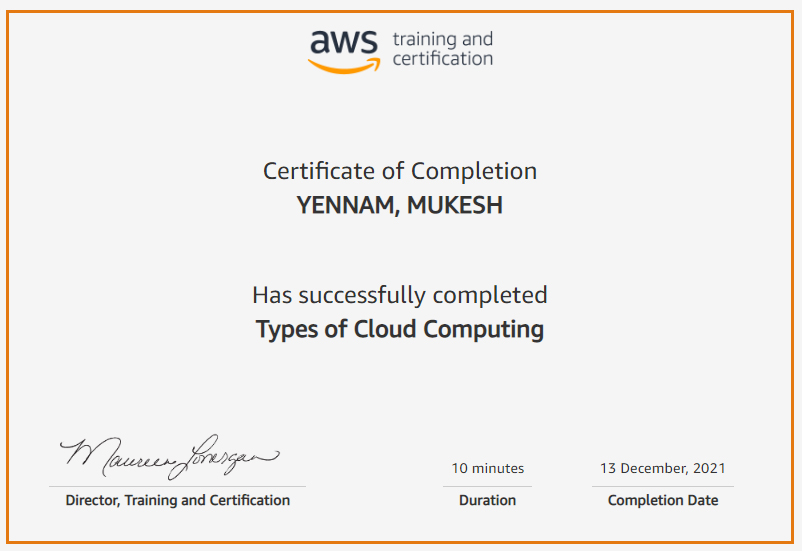 aws training and
certification
Certificate of Completion
YENNAM, MUKESH
Has successfully completed
Types of Cloud Computing
Maureen Lonergan
10 minutes
13 December, 2021
Director, Training and Certification
Duration
Completion Date